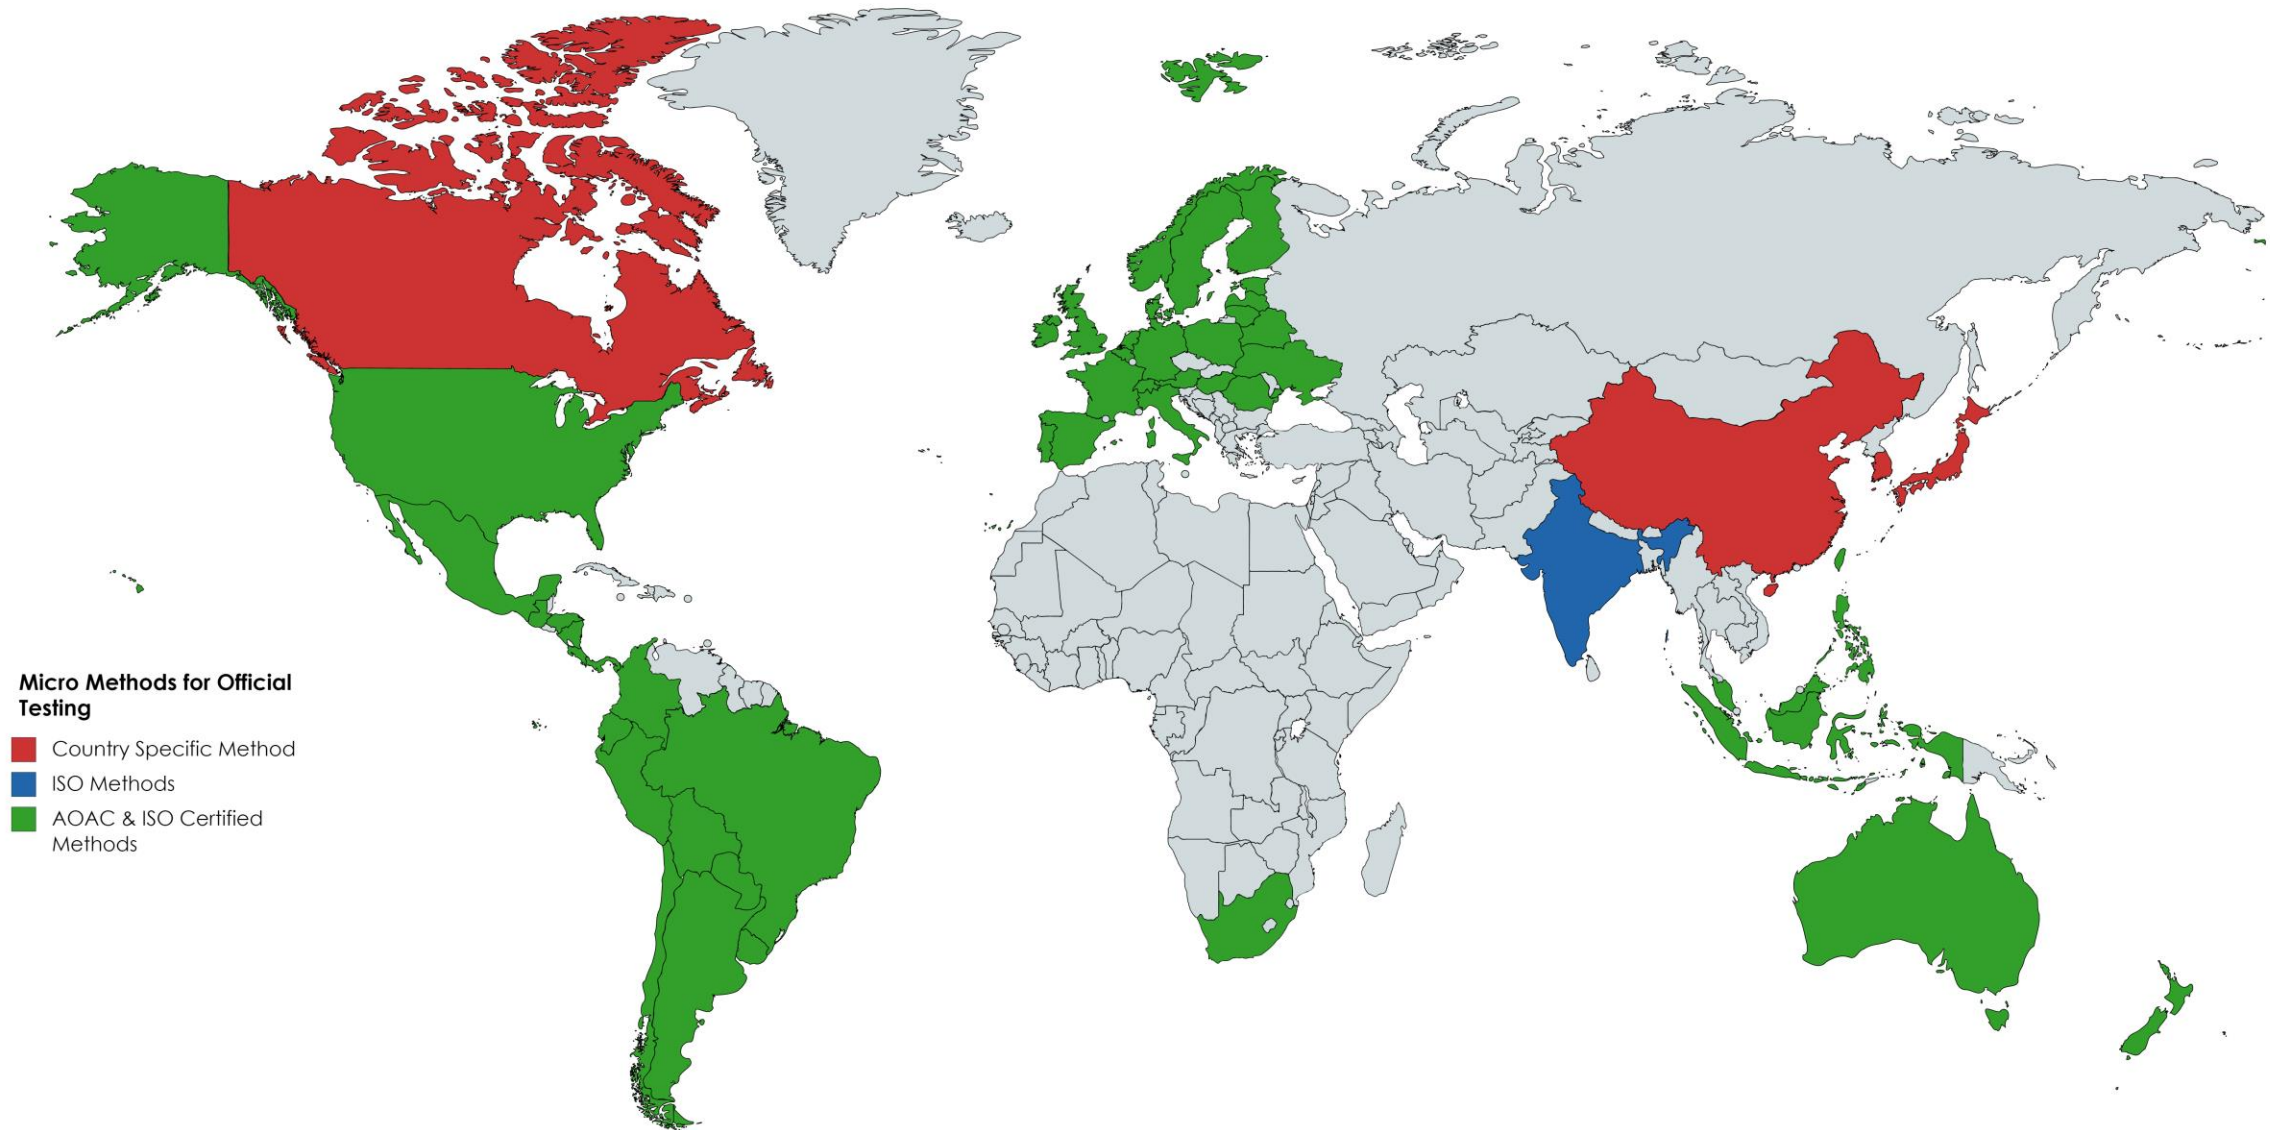 Micro Methods for Official
Testing
Country Specific Method
ISO Methods
AOAC & ISO Certified
Methods